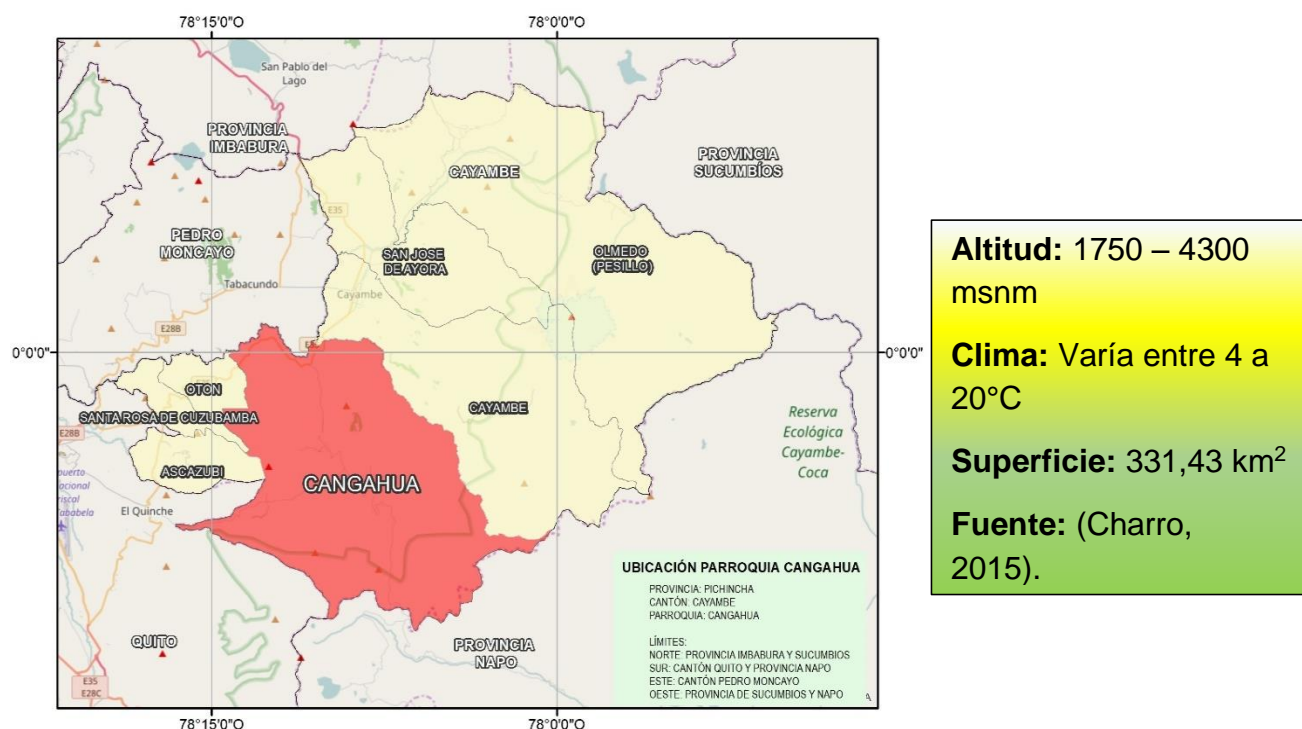 78°15'0"O
78°0'0"O
San Pablo del
Lago
PROVINCIA
IMBABURA
PROVINCIA
SUCUMBÍOS
CAYAMBE
E35
PEDRO
MONCAYO
SAN JOSE
DE AYORA
OLMEDO
(PESILLO)
Tabacundo
Cayambe
E28B
0°0'0"
0°0'0"
OTON
SANTA ROSA DE CUZUBAMBA
CAYAMBE
E28B
Reserva
Ecológica
Cayambe-
Coca
ASCAZUBI
CANGAHUA
El Quinche
QUITO
PROVINCIA
NAPO
E35
E28C
UBICACIÓN PARROQUIA CANGAHUA
PROVINCIA: PICHINCHA
CANTÓN: CAYAMBE
PARROQUIA: CANGAHUA
LÍMITES:
NORTE: PROVINCIA IMBABURA Y SUCUMBIOS
SUR: CANTÓN QUITO Y PROVINCIA NAPO
ESTE: CANTÓN PEDRO MONCAYO
OESTE: PROVINCIA DE SUCUMBIOS Y NAPO
78°15'0"O
78°0'0"O
Altitud: 1750 – 4300
msnm
Clima: Varía entre 4 a
20°C
Superficie: 331,43 km²
Fuente: (Charro,
2015).